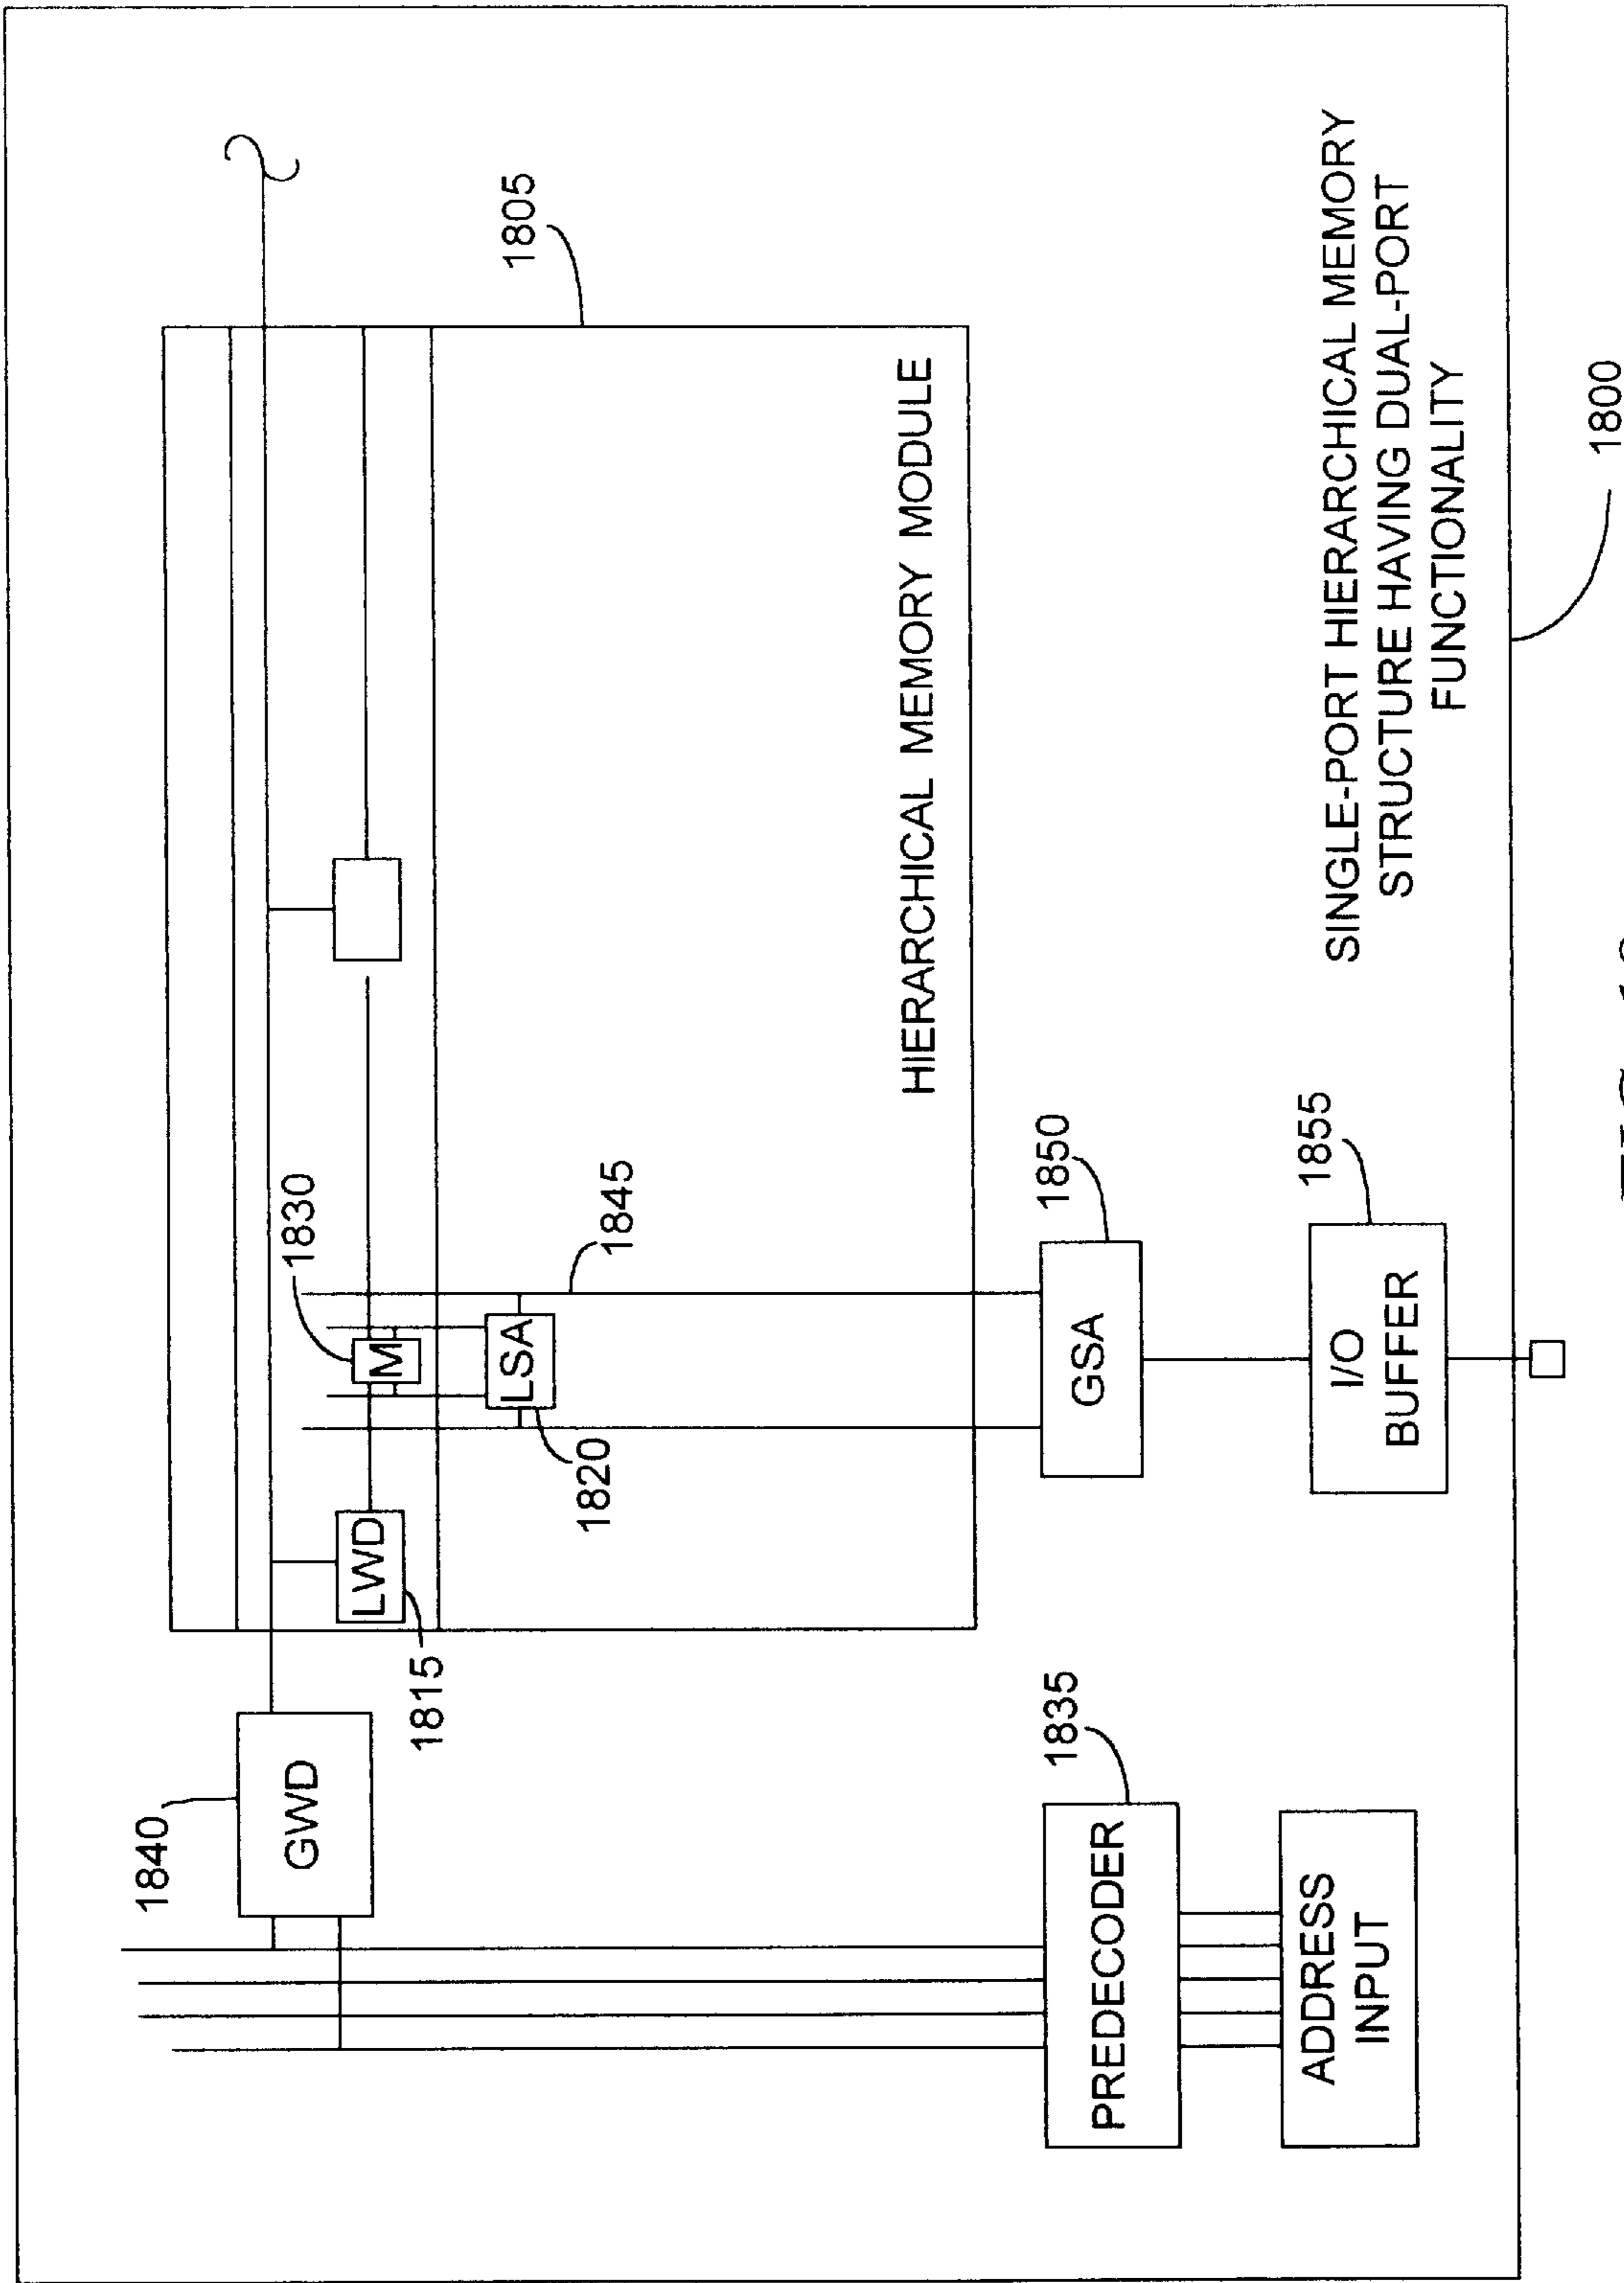 1840
GWD
1830
LWD
M
1815
LSA
1805
1820
1845
HIERARCHICAL MEMORY MODULE
1835
1850
PREDECODER
GSA
1855
ADDRESS
INPUT
I/O
BUFFER
SINGLE-PORT HIERARCHICAL MEMORY
STRUCTURE HAVING DUAL-PORT
FUNCTIONALITY
1800